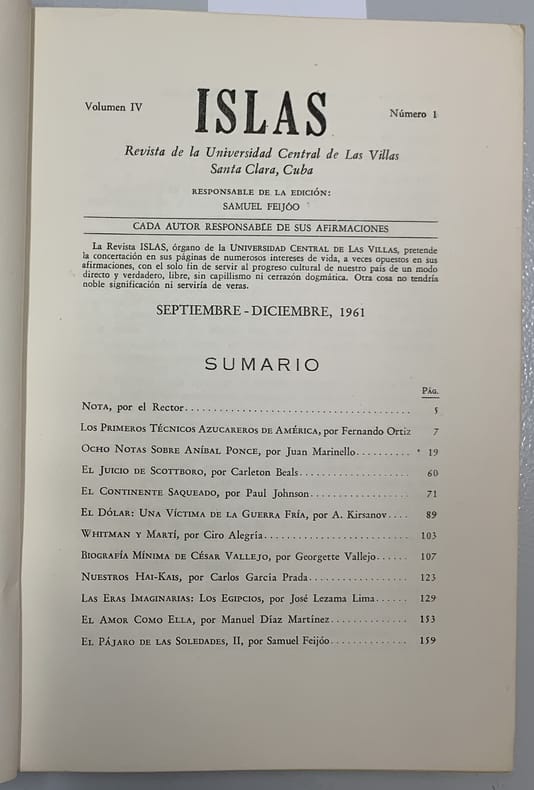 Volumen IV
ISLAS
Número 1
Revista de la Universidad Central de Las Villas
Santa Clara, Cuba
RESPONSABLE DE LA EDICIÓN:
SAMUEL FEIJÓO
CADA AUTOR RESPONSABLE DE SUS AFIRMACIONES
La Revista ISLAS, órgano de la UNIVERSIDAD CENTRAL DE LAS VILLAS, pretende
la concertación en sus páginas de numerosos intereses de vida, a veces opuestos en sus
afirmaciones, con el solo fin de servir al progreso cultural de nuestro país de un modo
directo y verdadero, libre, sin capillismo ni cerrazón dogmática. Otra cosa no tendría
noble significación ni serviría de veras.
SEPTIEMBRE - DICIEMBRE, 1961
SUMARIO
PÁG.
NOTA, por el Rector........................................ 5
LOS PRIMEROS TÉCNICOS AZUCAREROS DE AMÉRICA, por Fernando Ortiz 7
OCHO NOTAS SOBRE ANÍBAL PONCE, por Juan Marinello.......... 19
EL JUICIO DE SCOTTBORO, por Carleton Beals.................... 60
EL CONTINENTE SAQUEADO, por Paul Johnson.................. 71
EL DÓLAR: UNA VÍCTIMA DE LA GUERRA FRÍA, por A. Kirsanov.... 89
WHITMAN Y MARTÍ, por Ciro Alegría.......................... 103
BIOGRAFÍA MÍNIMA DE CÉSAR VALLEJO, por Georgette Vallejo...... 107
NUESTROS HAI-KAIS, por Carlos García Prada.................. 123
LAS ERAS IMAGINARIAS: LOS EGIPCIOS, por José Lezama Lima...... 129
EL AMOR COMO ELLA, por Manuel Díaz Martínez.............. 153
EL PÁJARO DE LAS SOLEDADES, II, por Samuel Feijóo.............. 159